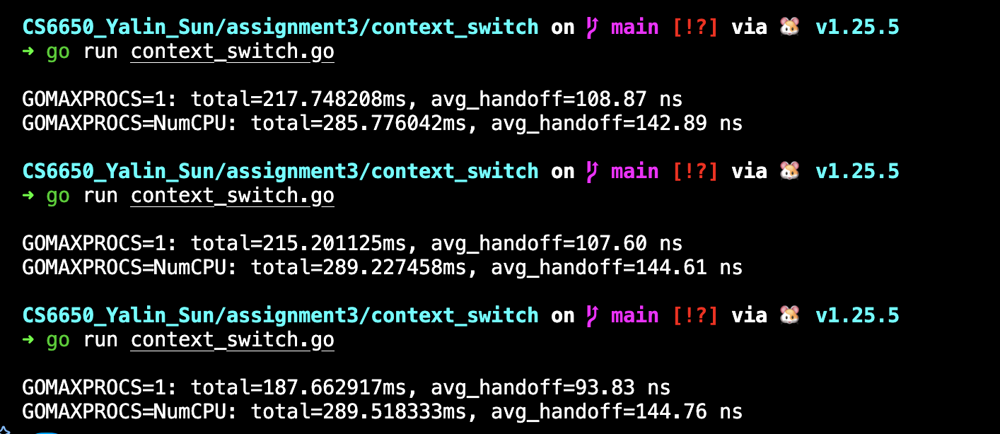 CS6650_Yalin_Sun/assignment3/context_switch on main [!?] via 🐹 v1.25.5
➜ go run context_switch.go
GOMAXPROCS=1: total=217.748208ms, avg_handoff=108.87 ns
GOMAXPROCS=NumCPU: total=285.776042ms, avg_handoff=142.89 ns
CS6650_Yalin_Sun/assignment3/context_switch on main [!?] via 🐹 v1.25.5
➜ go run context_switch.go
GOMAXPROCS=1: total=215.201125ms, avg_handoff=107.60 ns
GOMAXPROCS=NumCPU: total=289.227458ms, avg_handoff=144.61 ns
CS6650_Yalin_Sun/assignment3/context_switch on main [!?] via 🐹 v1.25.5
➜ go run context_switch.go
GOMAXPROCS=1: total=187.662917ms, avg_handoff=93.83 ns
GOMAXPROCS=NumCPU: total=289.518333ms, avg_handoff=144.76 ns